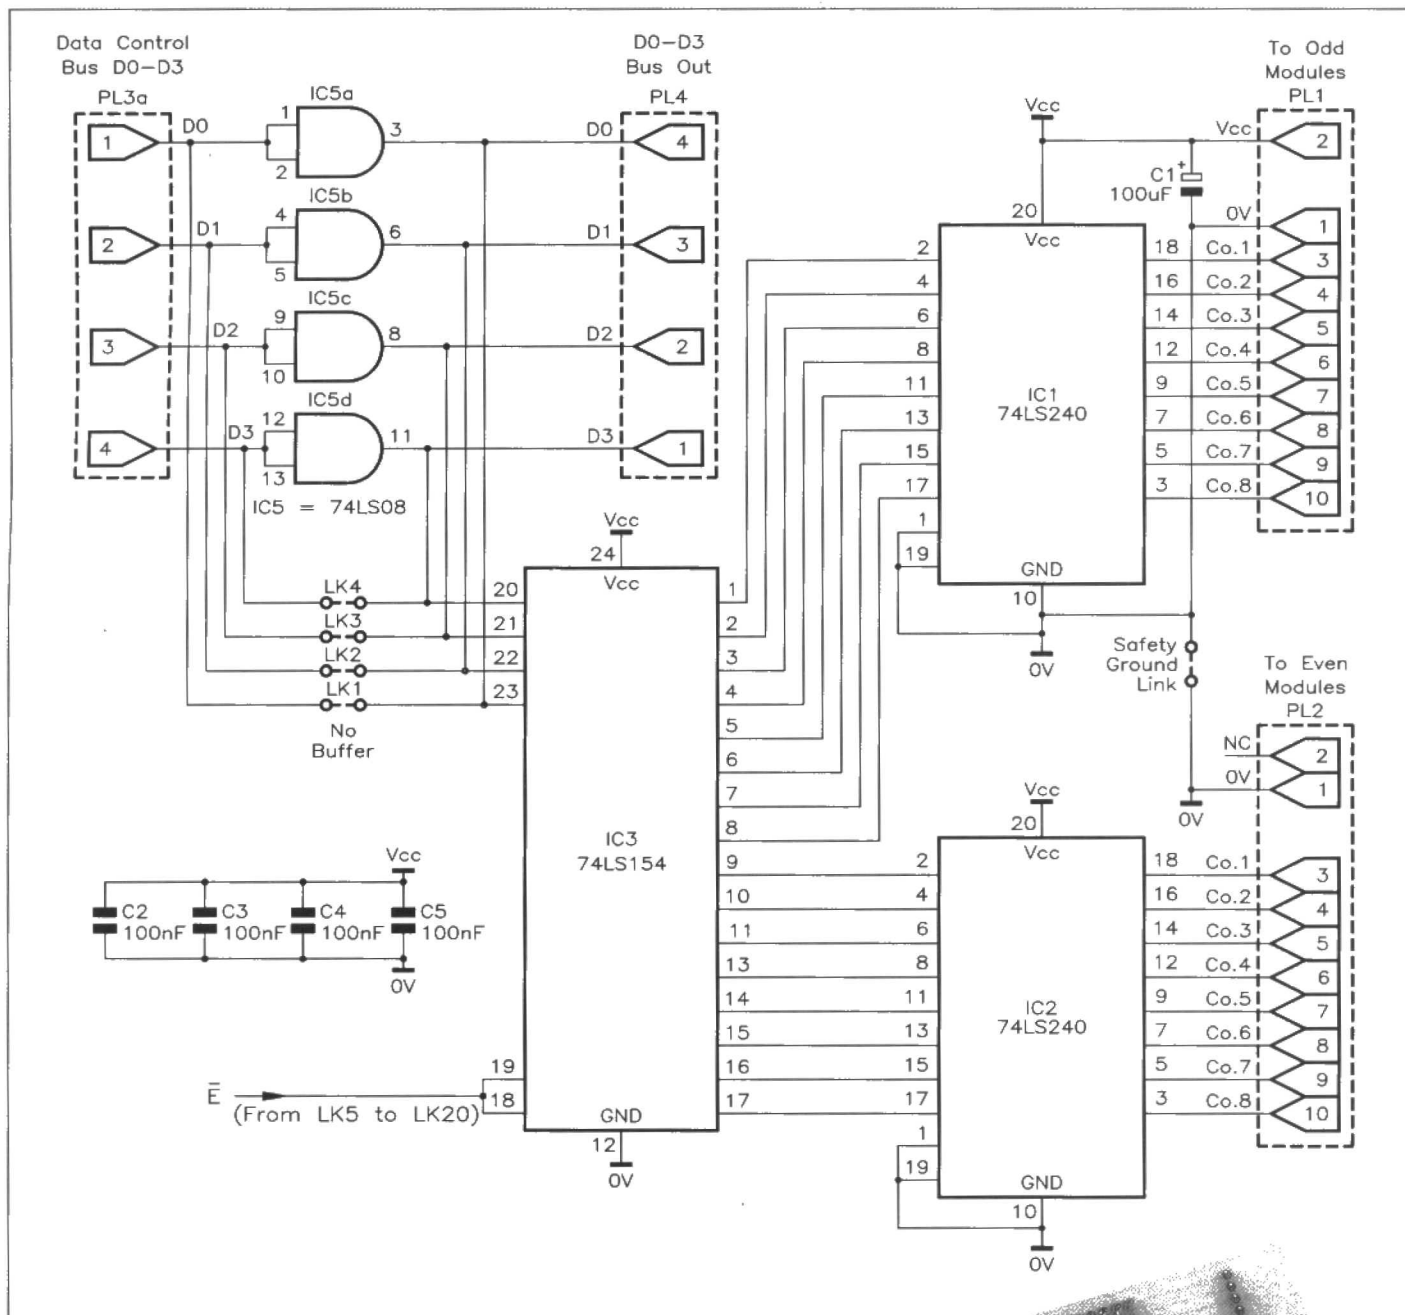 Data Control
Bus D0-D3
PL3a
1
D0
2
D1
3
D2
4
D3
IC5a
1
2
3
IC5b
4
5
6
IC5c
9
10
8
IC5d
12
13
11
IC5 = 74LS08
D0-D3
Bus Out
PL4
D0
4
D1
3
D2
2
D3
1
LK4
LK3
LK2
LK1
No
Buffer
Vcc
24
Vcc
20
21
22
23
IC3
74LS154
1
2
3
4
5
6
7
8
9
10
11
13
14
15
16
17
19
18
GND
12
0V
E̅
(From LK5 to LK20)
Vcc
C2
100nF
C3
100nF
C4
100nF
C5
100nF
0V
Vcc
20
Vcc
2
4
6
8
11
13
15
17
1
19
IC1
74LS240
GND
10
0V
18 Co.1
16 Co.2
14 Co.3
12 Co.4
9 Co.5
7 Co.6
5 Co.7
3 Co.8
To Odd
Modules
PL1
Vcc
2
C1 +
100uF
0V
1
3
4
5
6
7
8
9
10
Safety
Ground
Link
0V
To Even
Modules
PL2
NC
2
0V
1
Vcc
20
Vcc
2
4
6
8
11
13
15
17
1
19
IC2
74LS240
GND
10
0V
18 Co.1
16 Co.2
14 Co.3
12 Co.4
9 Co.5
7 Co.6
5 Co.7
3 Co.8
3
4
5
6
7
8
9
10